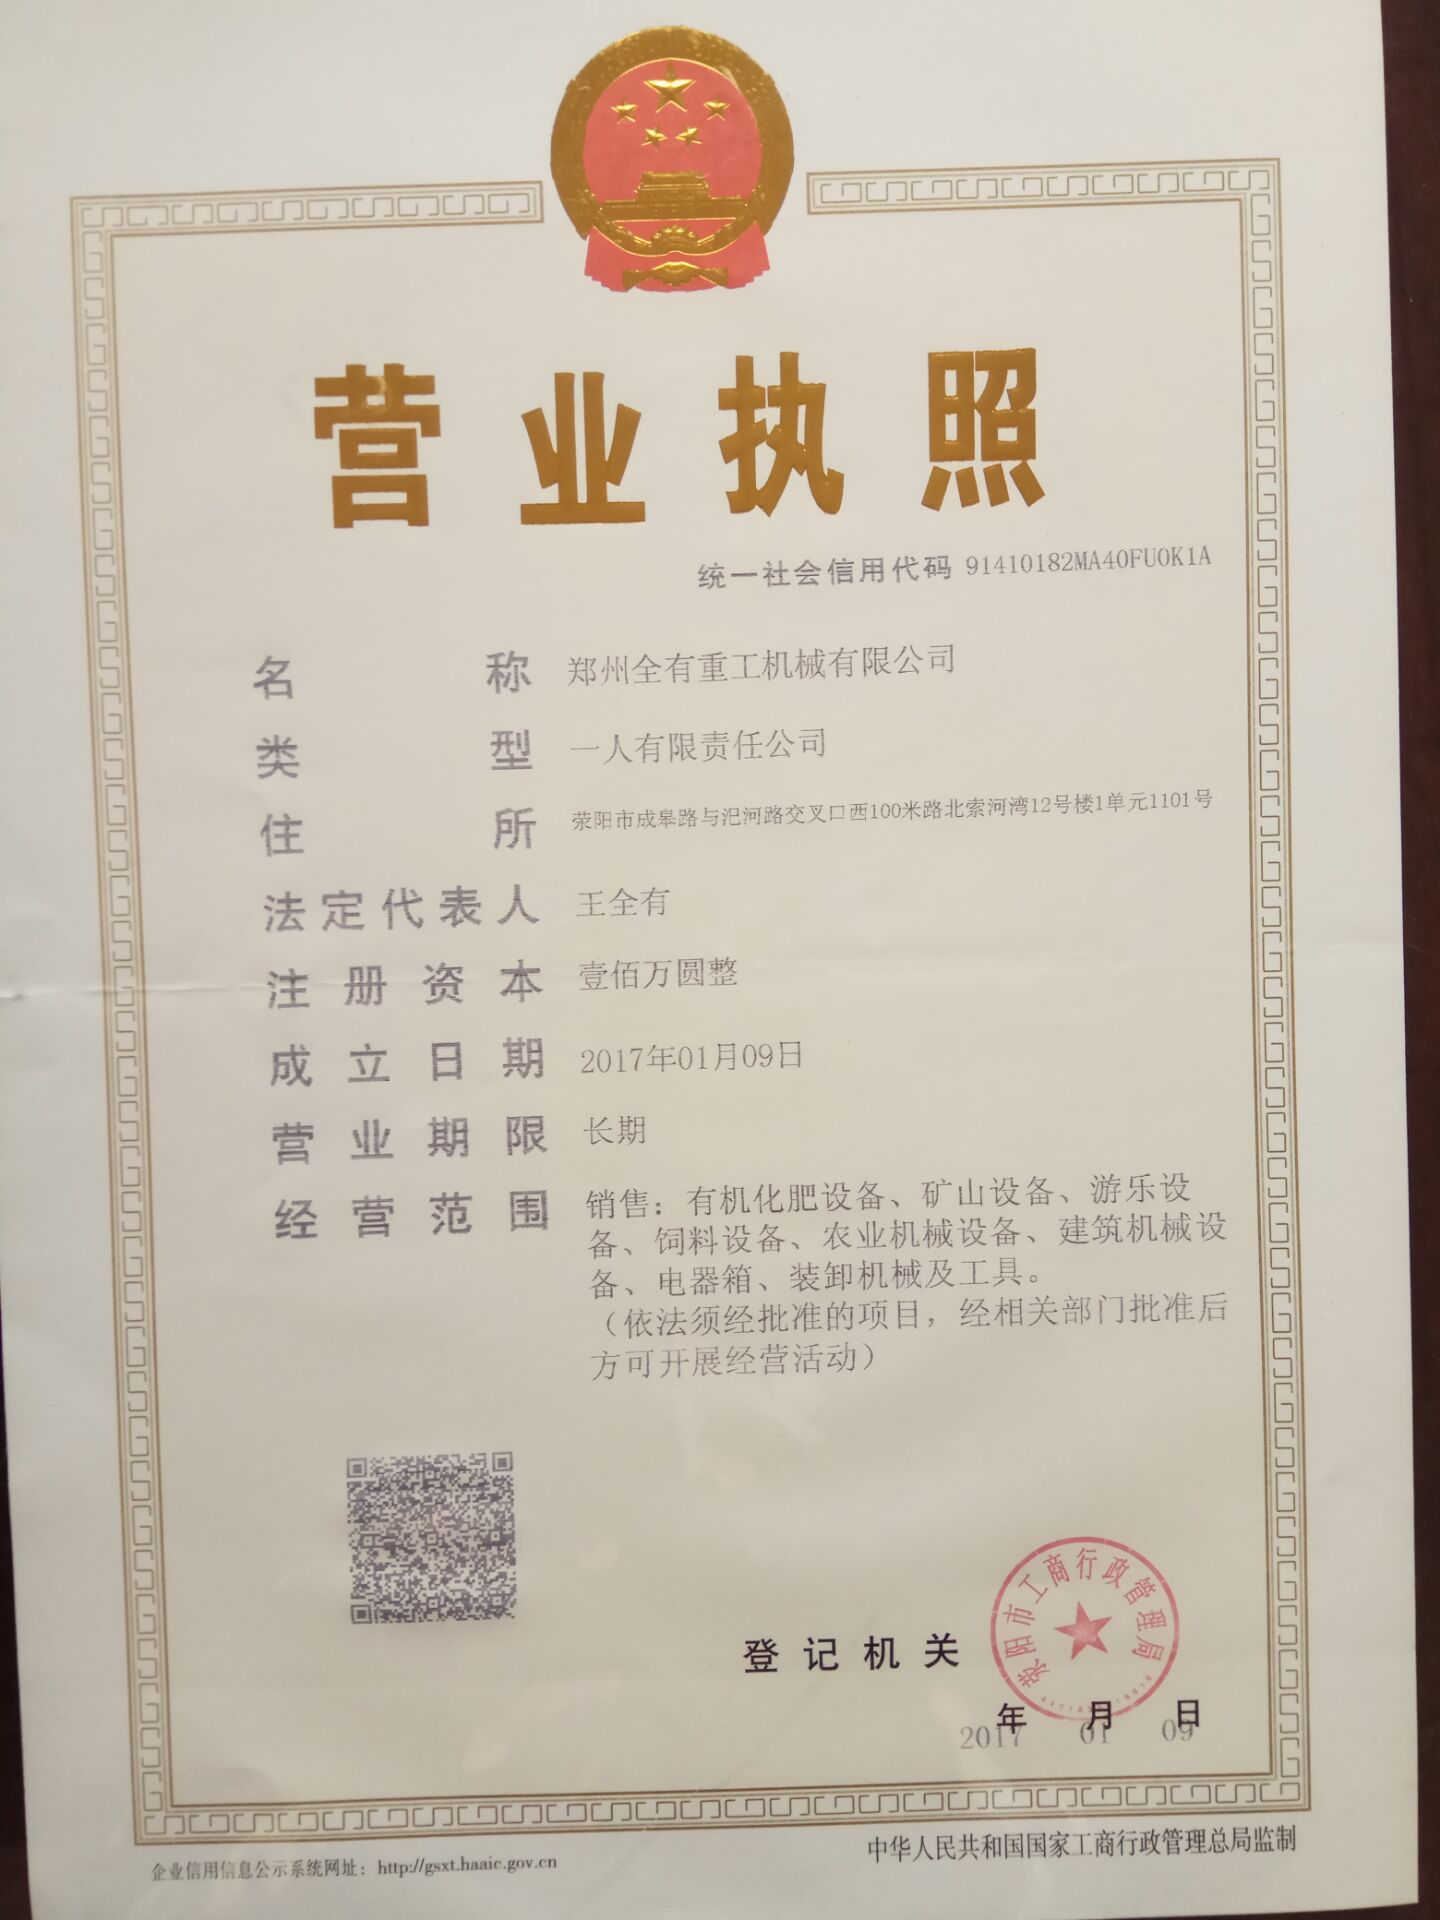 营业执照
统一社会信用代码 91410182MA40FU0K1A
名称 郑州全有重工机械有限公司
类型 一人有限责任公司
住所 荥阳市成皋路与汜河路交叉口西100米路北索河湾12号楼1单元1101号
法定代表人 王全有
注册资本 壹佰万圆整
成立日期 2017年01月09日
营业期限 长期
经营范围 销售：有机化肥设备、矿山设备、游乐设
备、饲料设备、农业机械设备、建筑机械设
备、电器箱、装卸机械及工具。
（依法须经批准的项目，经相关部门批准后
方可开展经营活动）
荥阳市工商行政管理局
登记机关
2017年01月09日
企业信用信息公示系统网址：http://gsxt.haaic.gov.cn
中华人民共和国国家工商行政管理总局监制